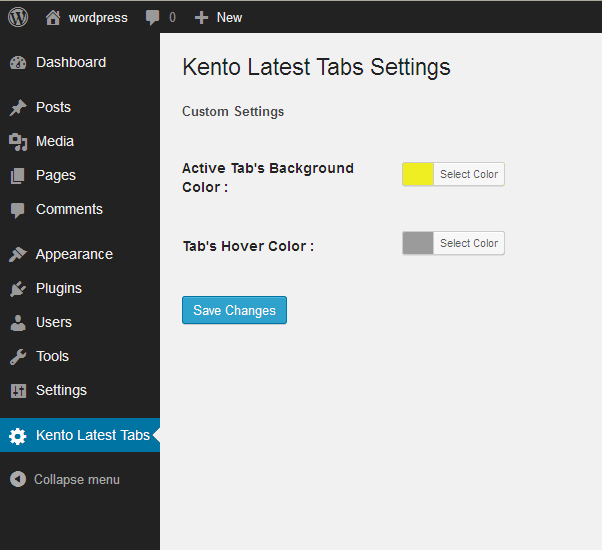 wordpress
0
New
Dashboard
Posts
Media
Pages
Comments
Appearance
Plugins
Users
Tools
Settings
Kento Latest Tabs
Collapse menu
Kento Latest Tabs Settings
Custom Settings
Active Tab's Background
Color :
Select Color
Tab's Hover Color :
Select Color
Save Changes